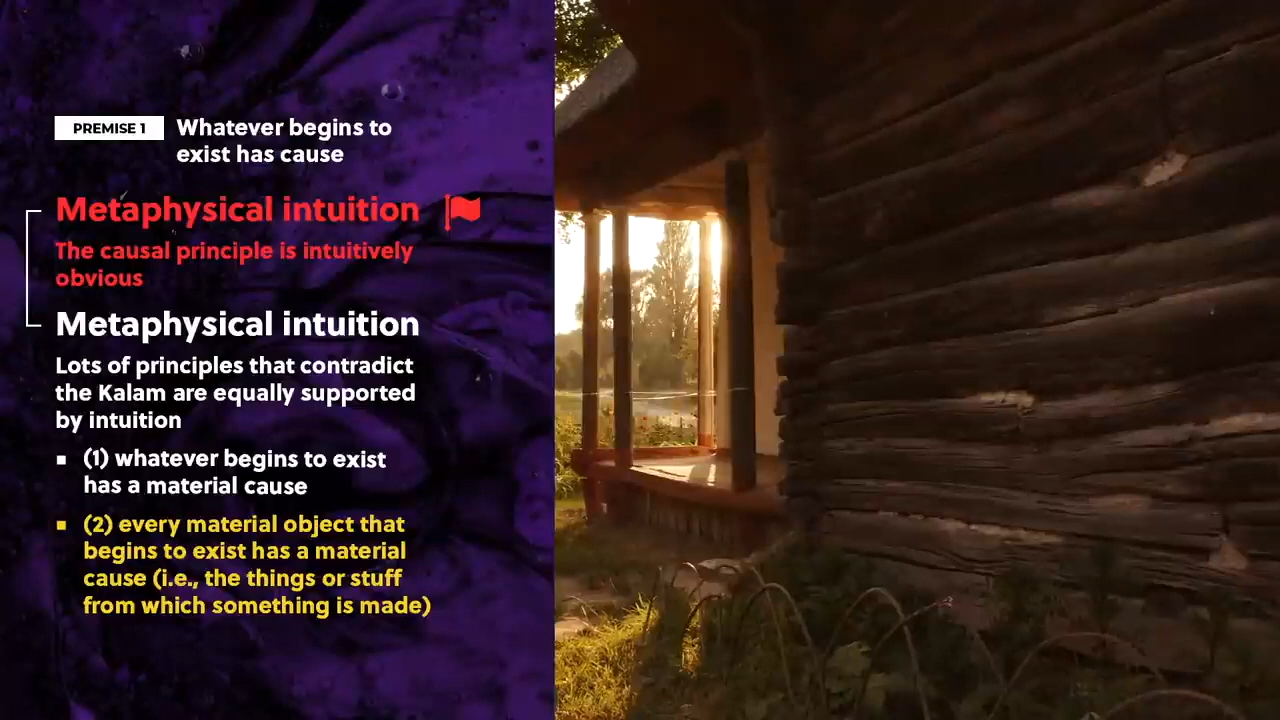 PREMISE 1
Whatever begins to
exist has cause
Metaphysical intuition
The causal principle is intuitively
obvious
Metaphysical intuition
Lots of principles that contradict
the Kalam are equally supported
by intuition
▪ (1) whatever begins to exist
has a material cause
▪ (2) every material object that
begins to exist has a material
cause (i.e., the things or stuff
from which something is made)